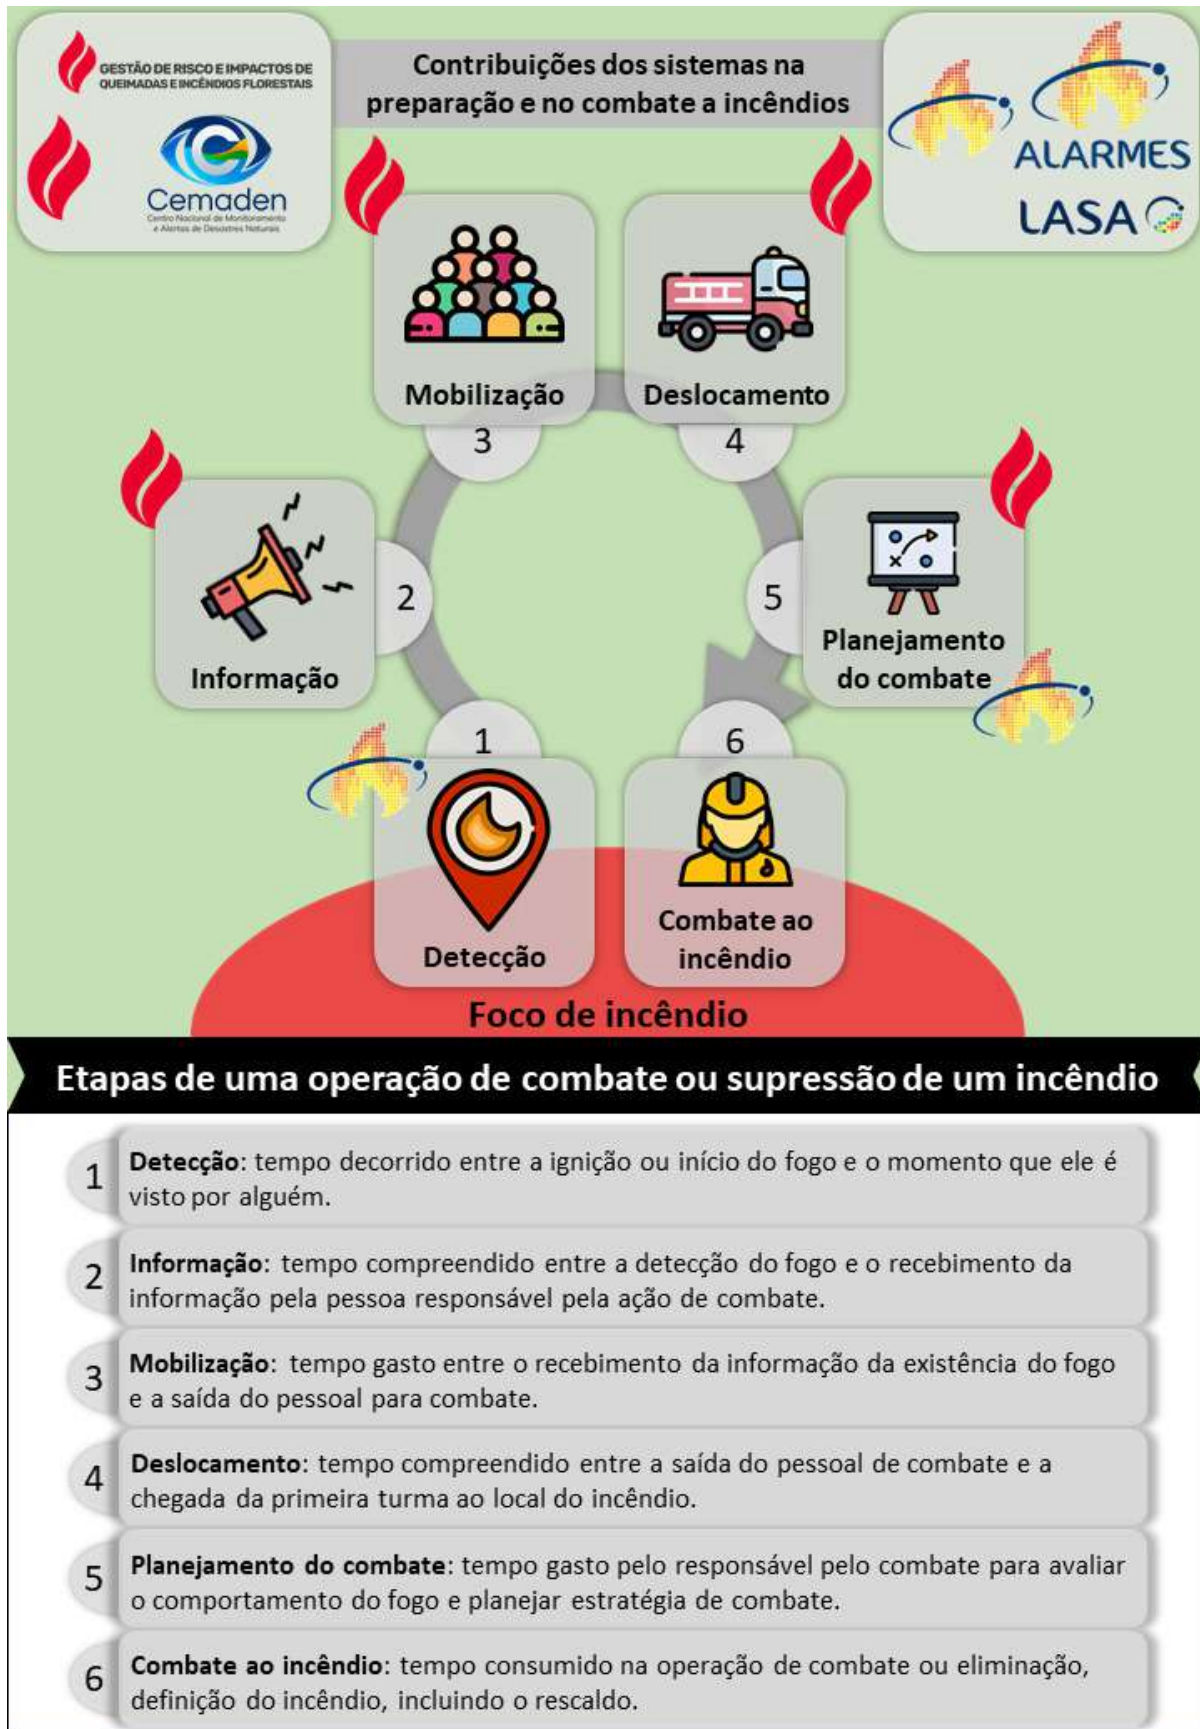 GESTÃO DE RISCO E IMPACTOS DE
QUEIMADAS E INCÊNDIOS FLORESTAIS
Cemaden
Centro Nacional de Monitoramento
e Alertas de Desastres Naturais
Contribuições dos sistemas na
preparação e no combate a incêndios
ALARMES
LASA
Mobilização
3
Deslocamento
4
Informação
2
5
Planejamento
do combate
1
Detecção
6
Combate ao
incêndio
Foco de incêndio
Etapas de uma operação de combate ou supressão de um incêndio
1
Detecção: tempo decorrido entre a ignição ou início do fogo e o momento que ele é
visto por alguém.
2
Informação: tempo compreendido entre a detecção do fogo e o recebimento da
informação pela pessoa responsável pela ação de combate.
3
Mobilização: tempo gasto entre o recebimento da informação da existência do fogo
e a saída do pessoal para combate.
4
Deslocamento: tempo compreendido entre a saída do pessoal de combate e a
chegada da primeira turma ao local do incêndio.
5
Planejamento do combate: tempo gasto pelo responsável pelo combate para avaliar
o comportamento do fogo e planejar estratégia de combate.
6
Combate ao incêndio: tempo consumido na operação de combate ou eliminação,
definição do incêndio, incluindo o rescaldo.